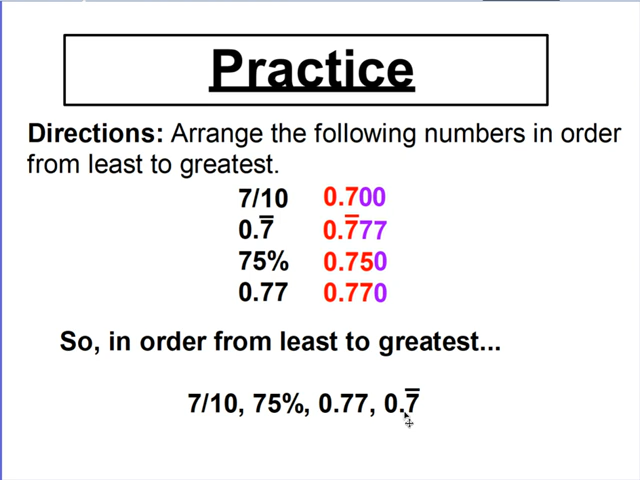 Practice
Directions: Arrange the following numbers in order
from least to greatest.
7/10 0.700
0.7̅ 0.7̅77
75% 0.750
0.77 0.770
So, in order from least to greatest...
7/10, 75%, 0.77, 0.7̅